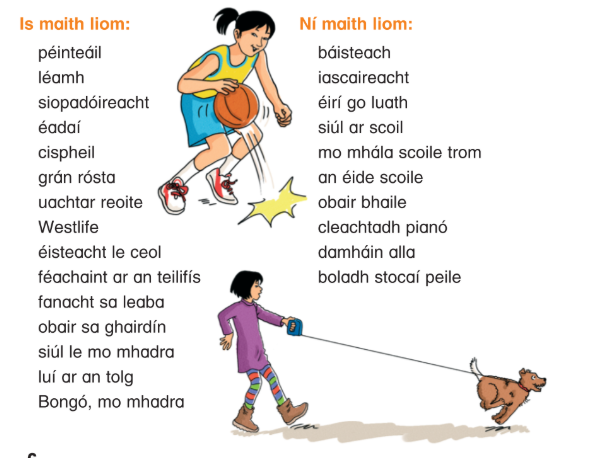 Is maith liom:
péinteáil
léamh
siopadóireacht
éadaí
cispheil
grán rósta
uachtar reoite
Westlife
éisteacht le ceol
féachaint ar an teilifís
fanacht sa leaba
obair sa ghairdín
siúl le mo mhadra
luí ar an tolg
Bongó, mo mhadra
Ní maith liom:
báisteach
iascaireacht
éirí go luath
siúl ar scoil
mo mhála scoile trom
an éide scoile
obair bhaile
cleachtadh pianó
damháin alla
boladh stocaí peile